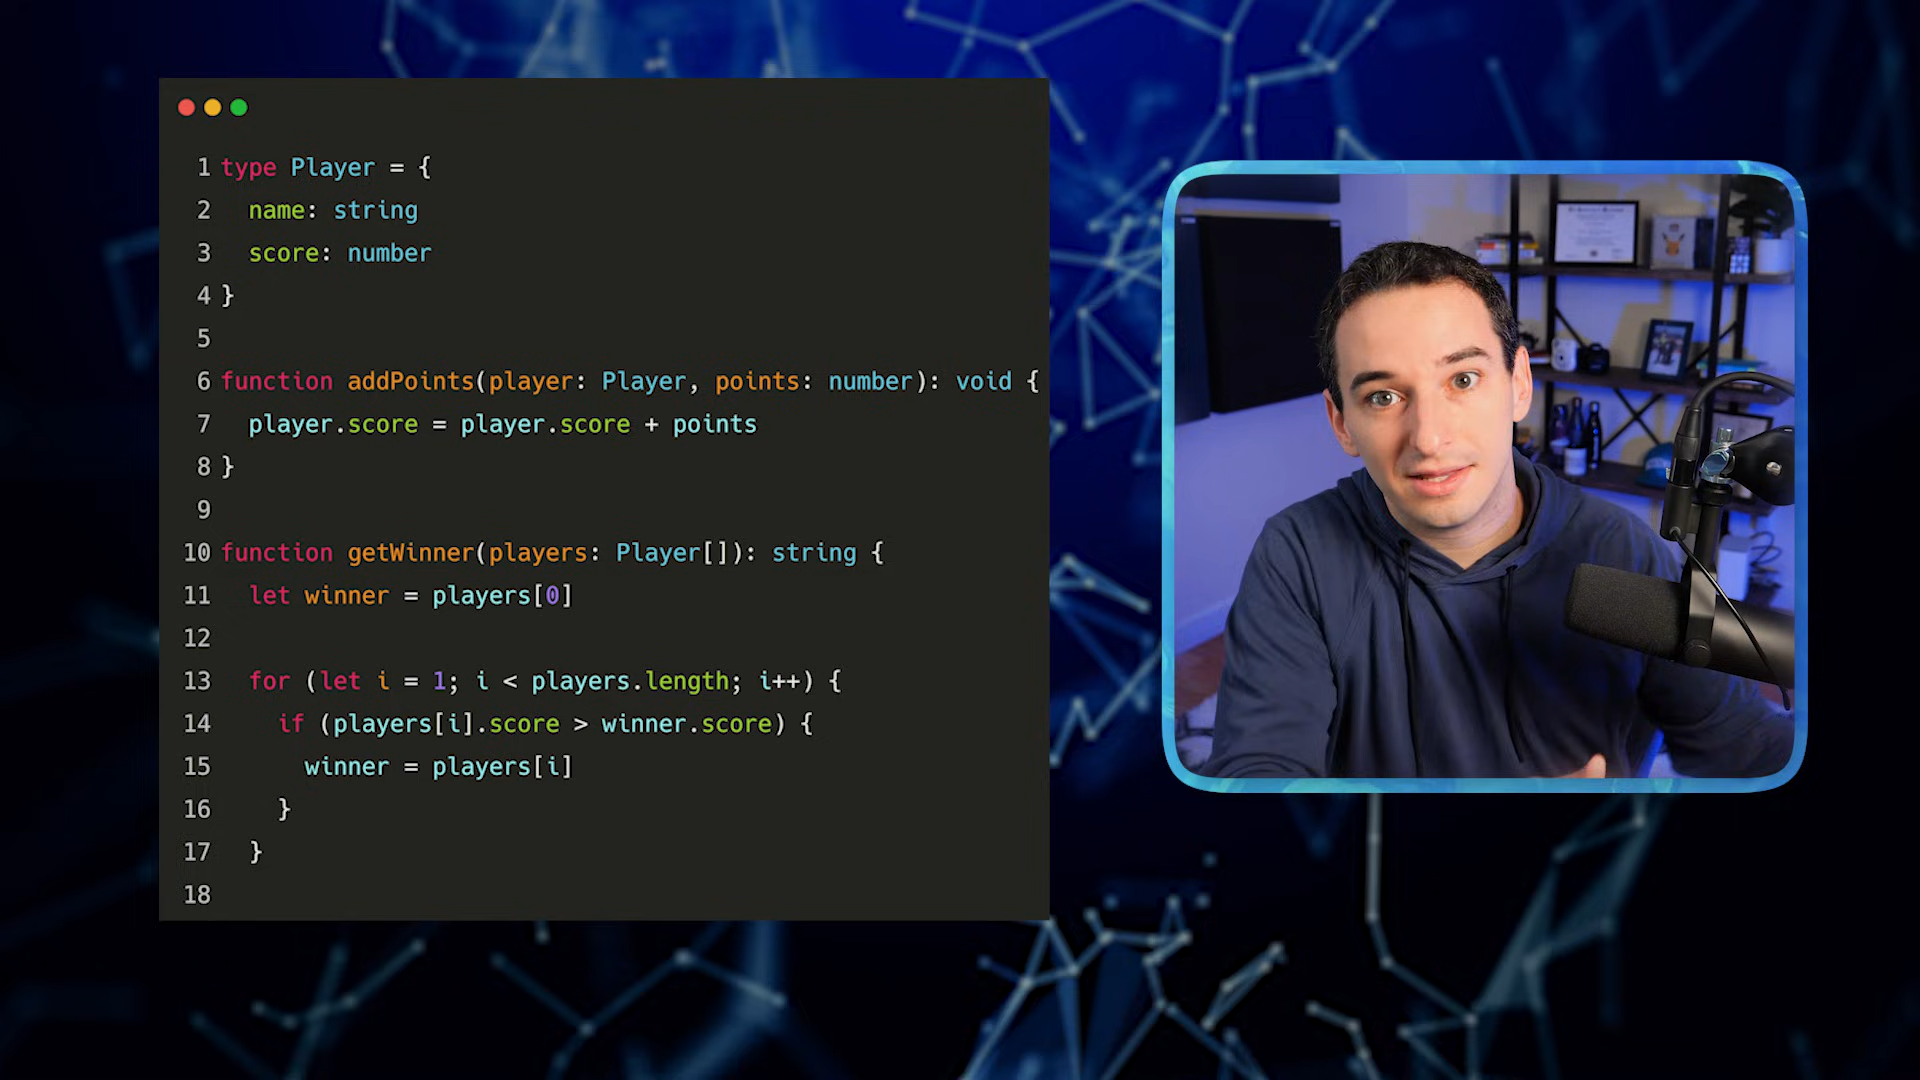 1 type Player = {
2 name: string
3 score: number
4 }
5
6 function addPoints(player: Player, points: number): void {
7 player.score = player.score + points
8 }
9
10 function getWinner(players: Player[]): string {
11 let winner = players[0]
12
13 for (let i = 1; i < players.length; i++) {
14 if (players[i].score > winner.score) {
15 winner = players[i]
16 }
17 }
18